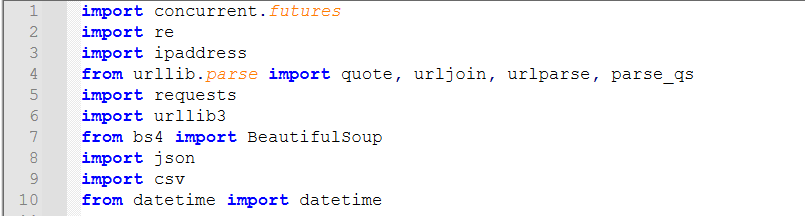 1 import concurrent.futures
2 import re
3 import ipaddress
4 from urllib.parse import quote, urljoin, urlparse, parse_qs
5 import requests
6 import urllib3
7 from bs4 import BeautifulSoup
8 import json
9 import csv
10 from datetime import datetime